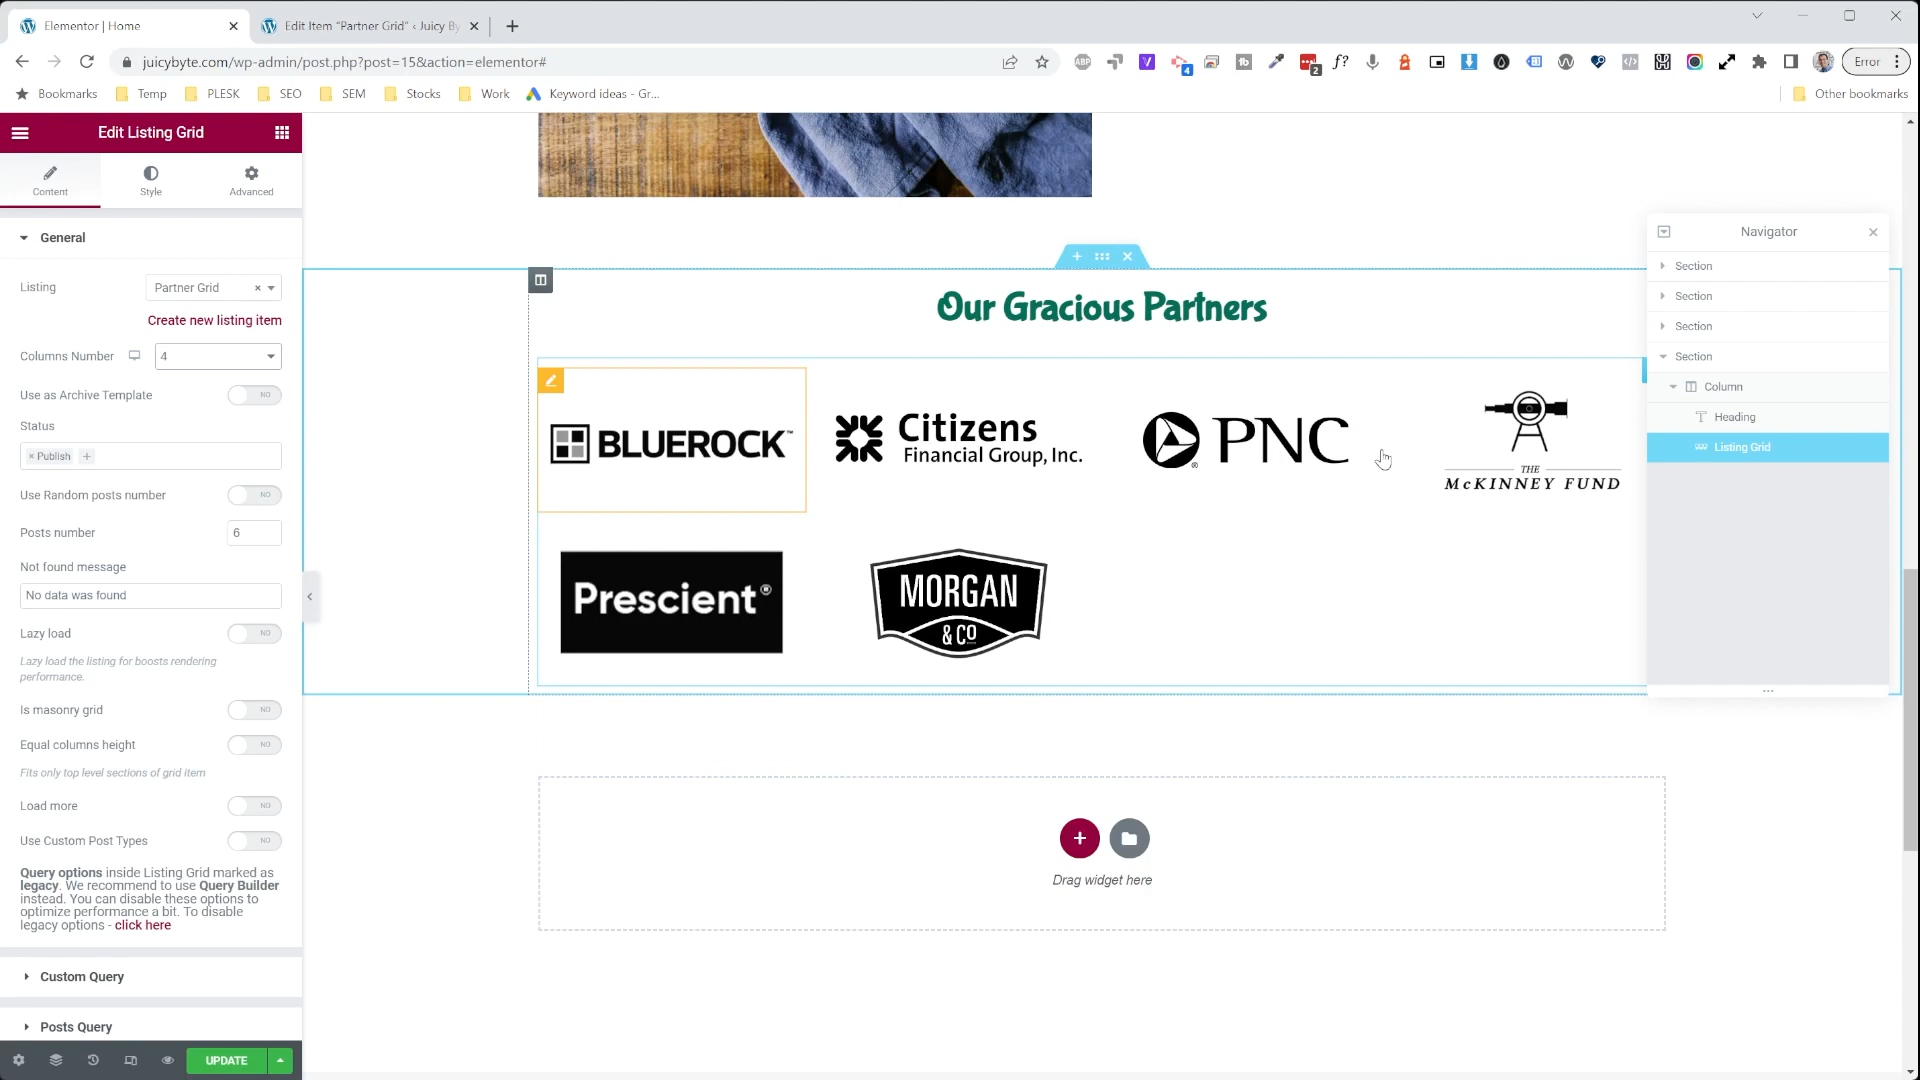 Elementor | Home
Edit Item "Partner Grid" ‹ Juicy By
juicybyte.com/wp-admin/post.php?post=15&action=elementor#
ABP
4
tb
2
f?
Error
Bookmarks
Temp
PLESK
SEO
SEM
Stocks
Work
Keyword ideas - Gr...
Other bookmarks
Edit Listing Grid
Content
Style
Advanced
General
Listing
Partner Grid
Create new listing item
Columns Number
4
Use as Archive Template
NO
Status
× Publish +
Use Random posts number
NO
Posts number
6
Not found message
No data was found
Lazy load
NO
Lazy load the listing for boosts rendering
performance.
Is masonry grid
NO
Equal columns height
NO
Fits only top level sections of grid item
Load more
NO
Use Custom Post Types
NO
Query options inside Listing Grid marked as
legacy. We recommend to use Query Builder
instead. You can disable these options to
optimize performance a bit. To disable
legacy options - click here
Custom Query
Posts Query
UPDATE
Our Gracious Partners
BLUEROCK™
Citizens
Financial Group, Inc.
PNC
®
THE
McKINNEY FUND
Prescient®
MORGAN
& CO
Drag widget here
Navigator
Section
Section
Section
Section
Column
Heading
Listing Grid